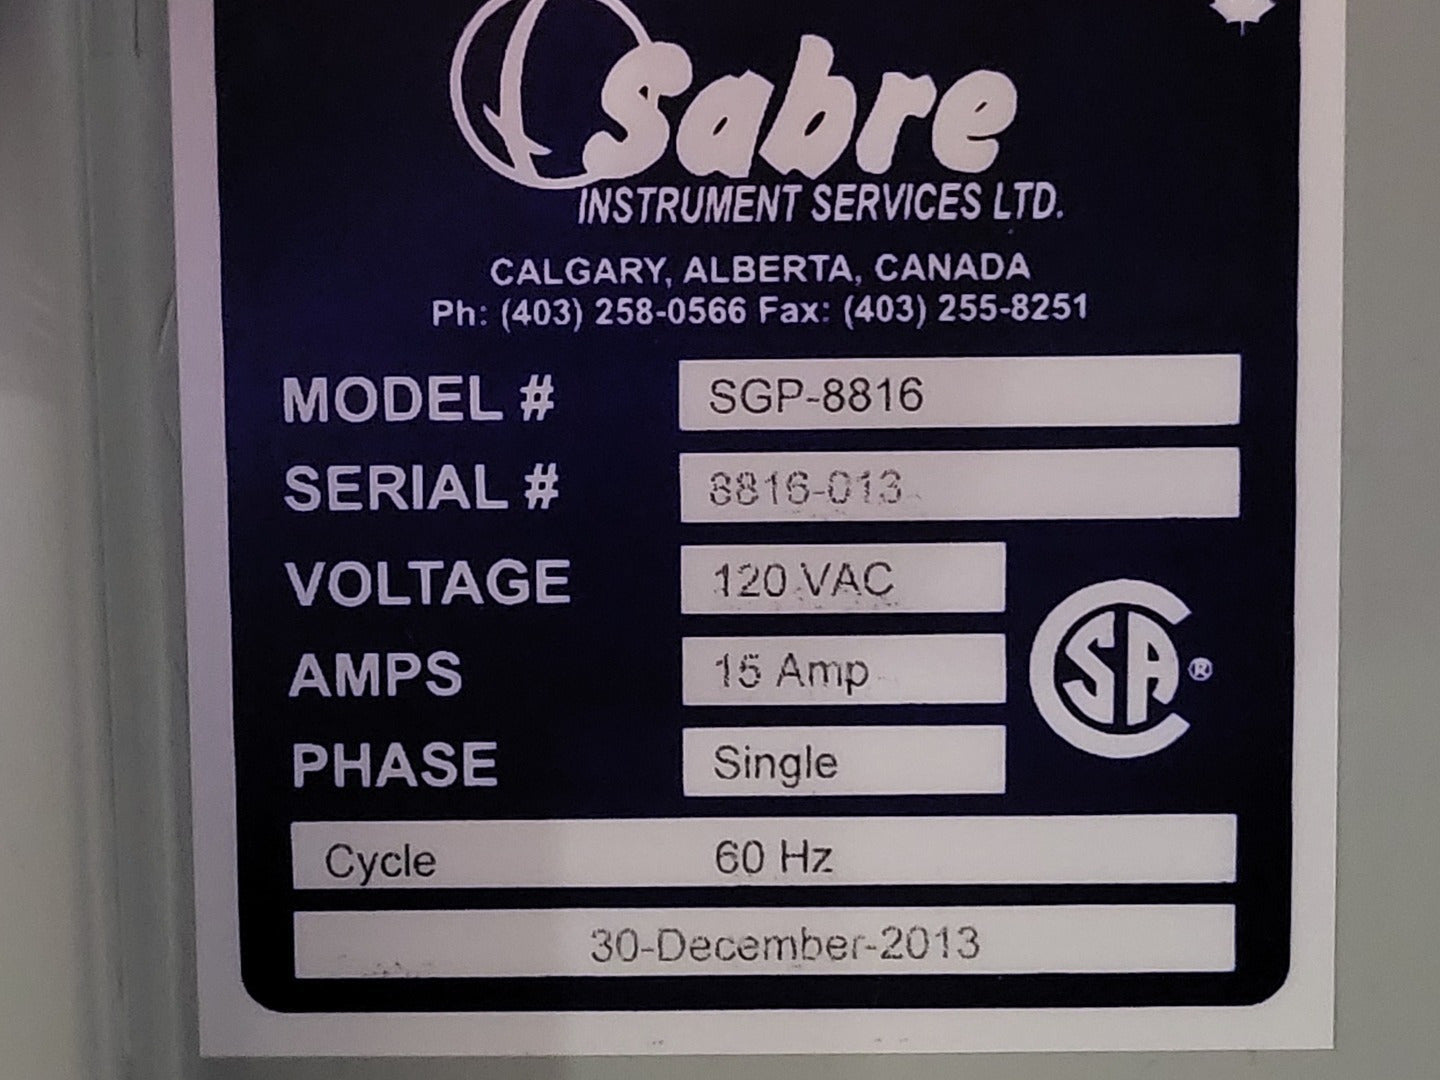 Sabre
INSTRUMENT SERVICES LTD.
CALGARY, ALBERTA, CANADA
Ph: (403) 258-0566 Fax: (403) 255-8251
MODEL # SGP-8816
SERIAL # 8816-013
VOLTAGE 120 VAC
AMPS 15 Amp
PHASE Single
CSA®
Cycle 60 Hz
30-December-2013